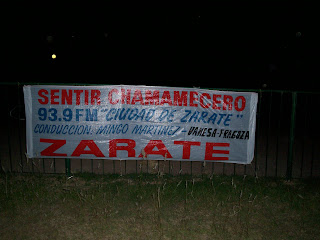 SENTIR CHAMAMECERO
93.9 FM "CIUDAD DE ZARATE"
CONDUCCION: MINGO MARTINEZ - VANESA FRAGOZA
ZARATE